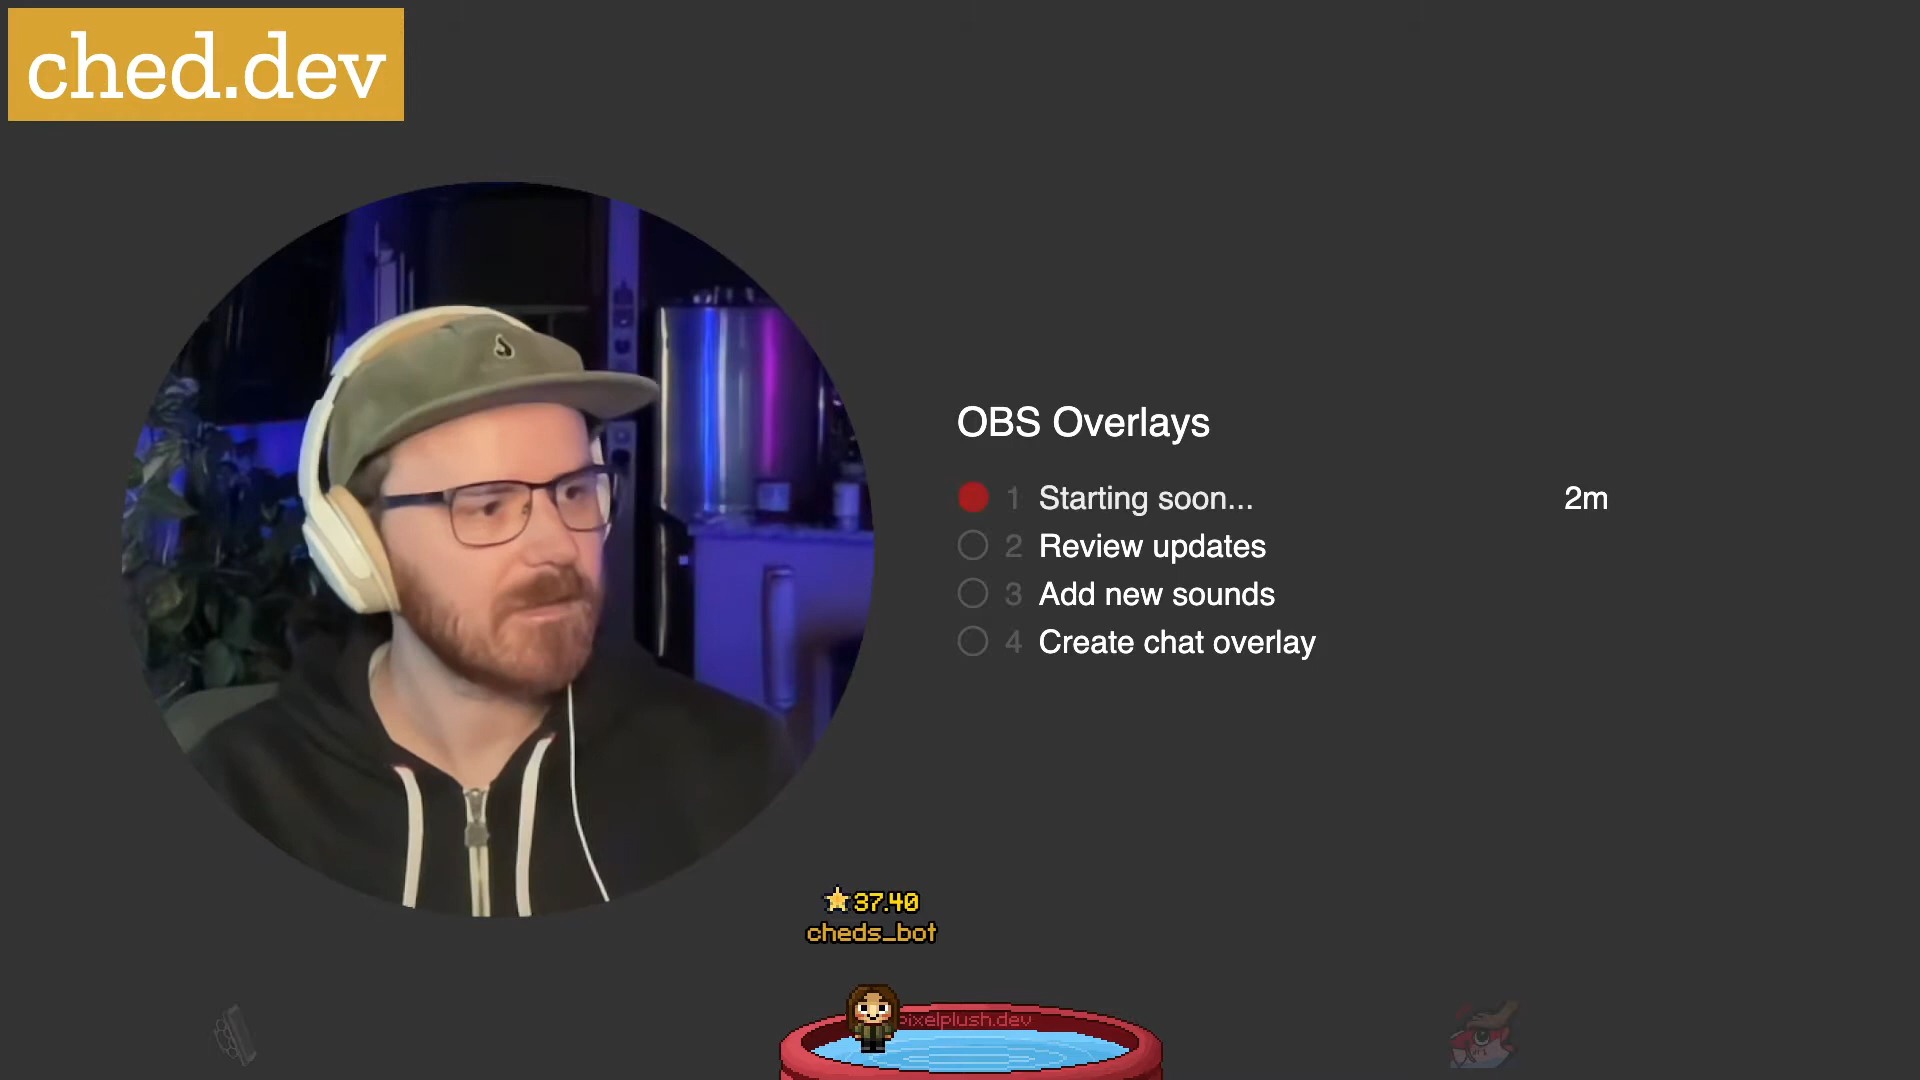 ched.dev
OBS Overlays
1 Starting soon... 2m
2 Review updates
3 Add new sounds
4 Create chat overlay
37.40
cheds_bot
pixelplush.dev